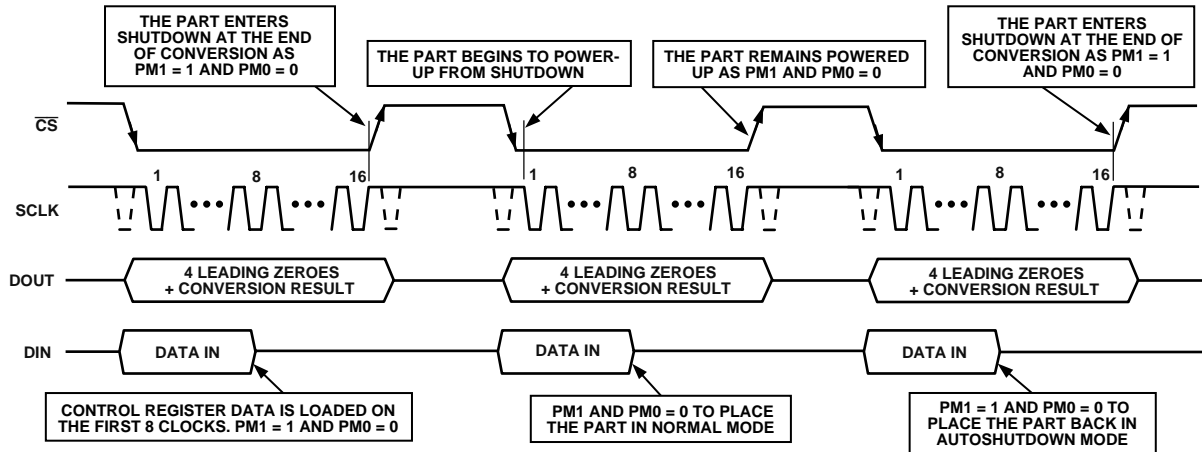 THE PART ENTERS
SHUTDOWN AT THE END
OF CONVERSION AS
PM1 = 1 AND PM0 = 0
THE PART BEGINS TO POWER-
UP FROM SHUTDOWN
THE PART REMAINS POWERED
UP AS PM1 AND PM0 = 0
THE PART ENTERS
SHUTDOWN AT THE END OF
CONVERSION AS PM1 = 1
AND PM0 = 0
CS
1 8 16 1 8 16 1 8 16
SCLK
DOUT
4 LEADING ZEROES
+ CONVERSION RESULT
4 LEADING ZEROES
+ CONVERSION RESULT
4 LEADING ZEROES
+ CONVERSION RESULT
DIN
DATA IN
DATA IN
DATA IN
CONTROL REGISTER DATA IS LOADED ON
THE FIRST 8 CLOCKS. PM1 = 1 AND PM0 = 0
PM1 AND PM0 = 0 TO PLACE
THE PART IN NORMAL MODE
PM1 = 1 AND PM0 = 0 TO
PLACE THE PART BACK IN
AUTOSHUTDOWN MODE